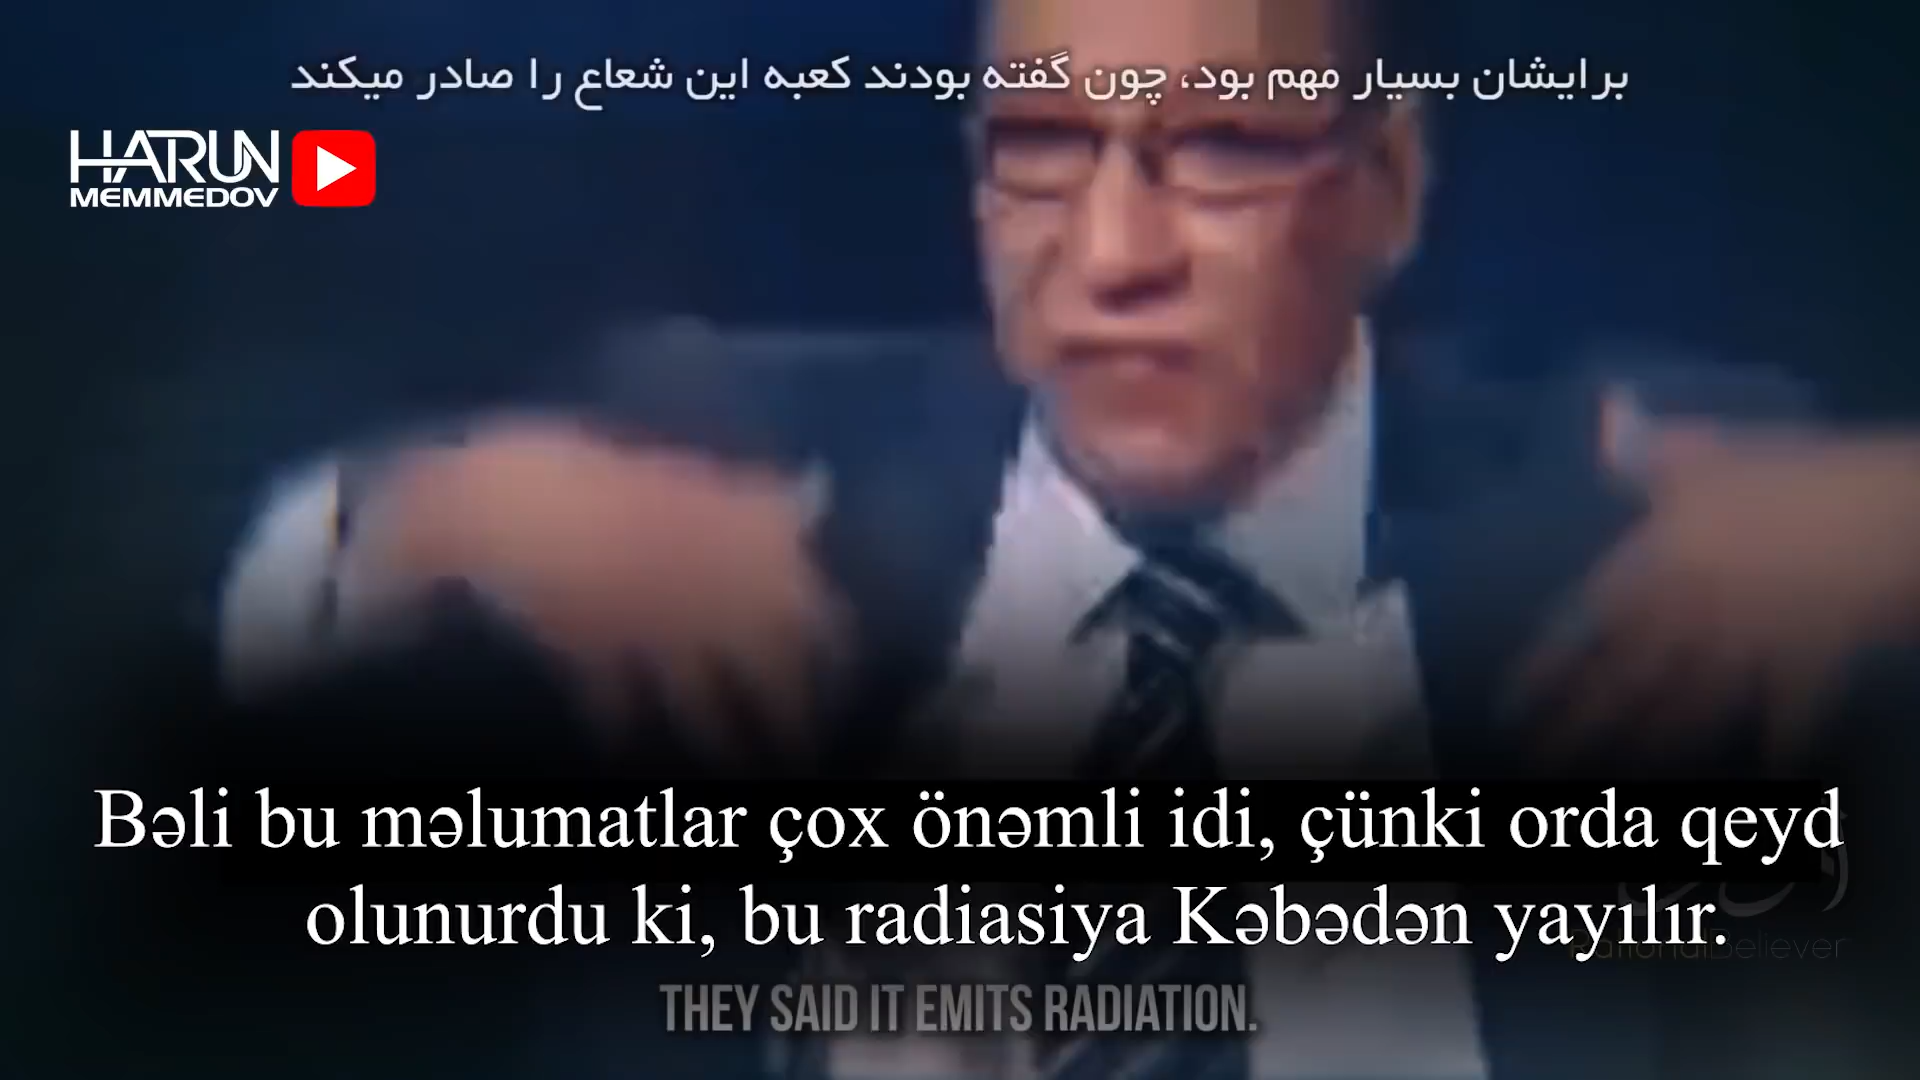 برایشان بسیار مهم بود، چون گفته بودند کعبه این شعاع را صادر میکند
HARUN
MEMMEDOV
Bəli bu məlumatlar çox önəmli idi, çünki orda qeyd
olunurdu ki, bu radiasiya Kəbədən yayılır.
RationalBeliever
THEY SAID IT EMITS RADIATION.